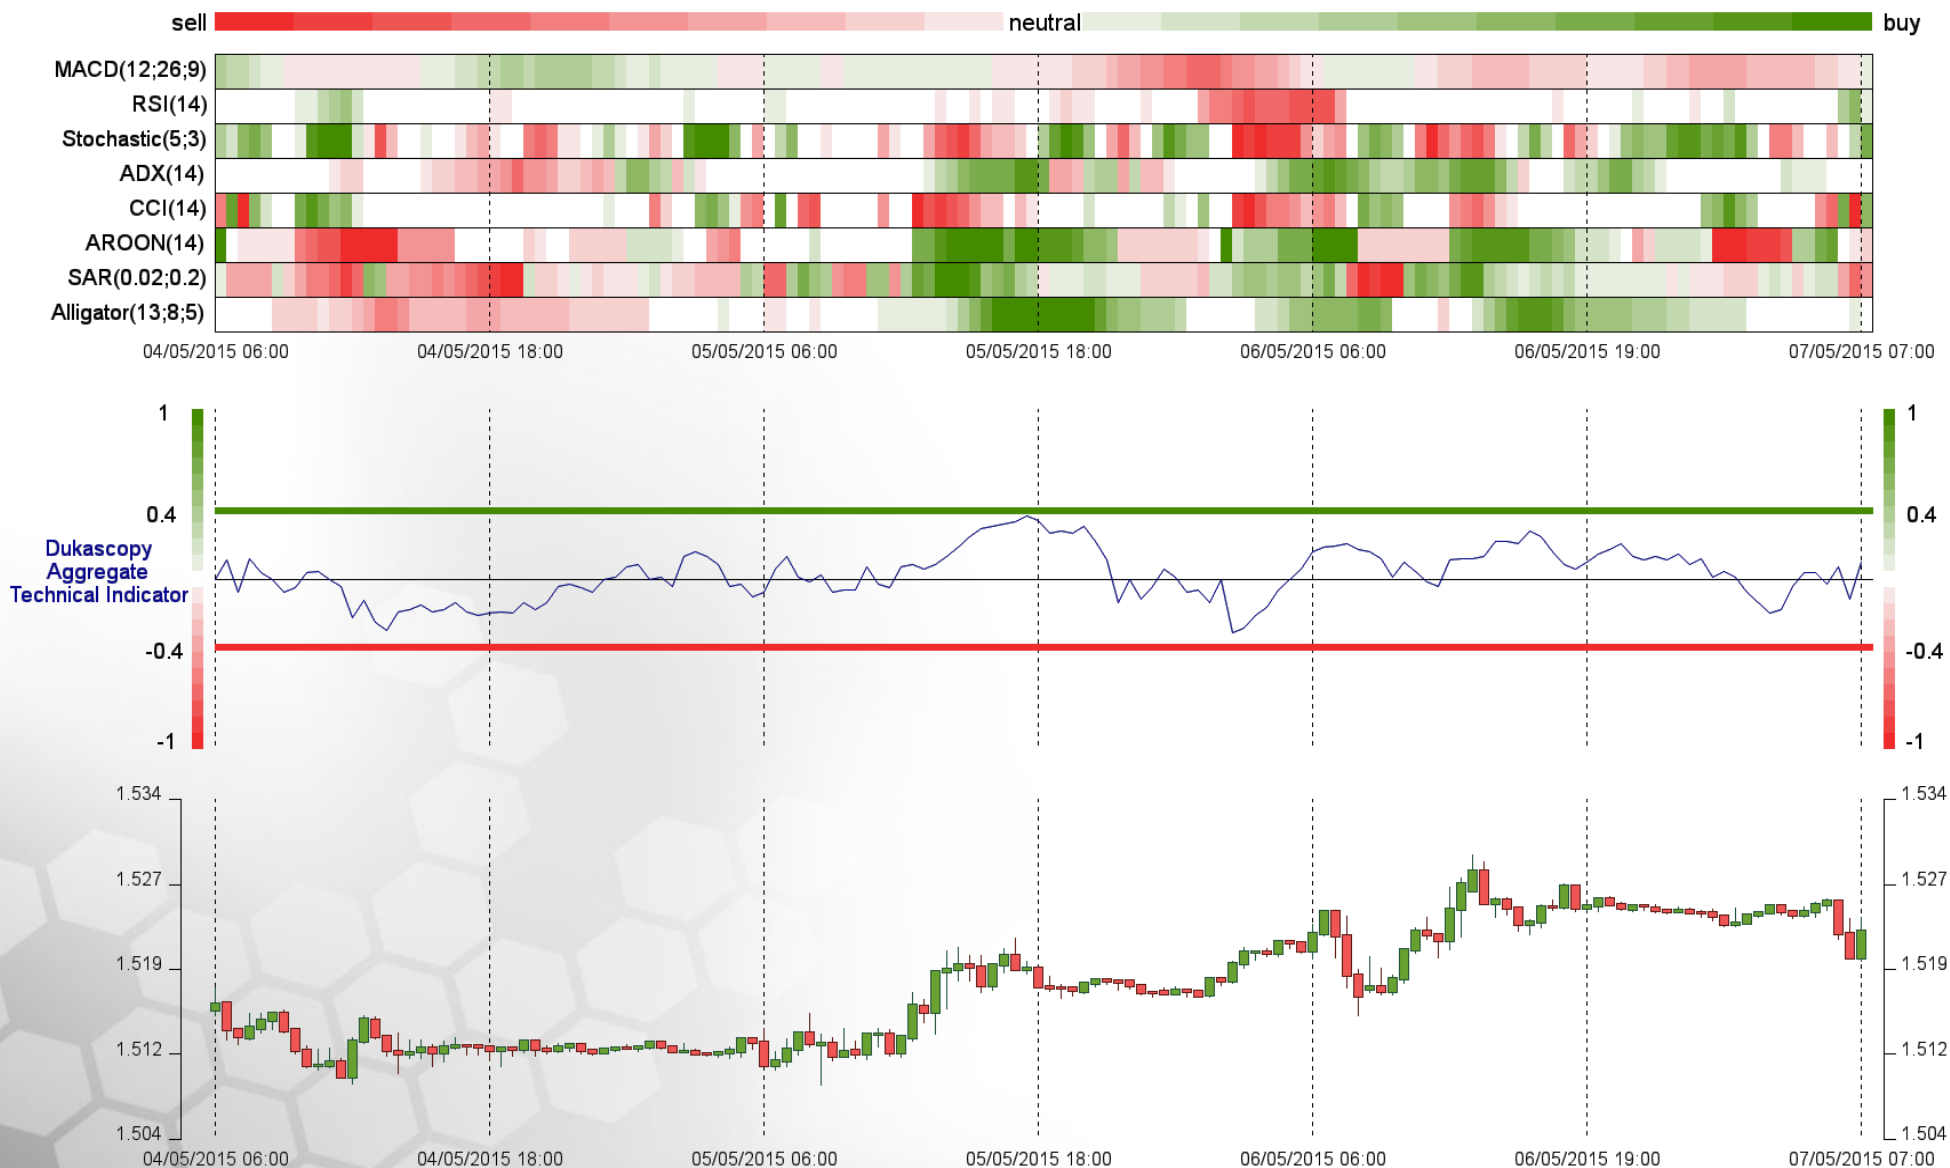 sell neutral buy
MACD(12;26;9)
RSI(14)
Stochastic(5;3)
ADX(14)
CCI(14)
AROON(14)
SAR(0.02;0.2)
Alligator(13;8;5)
04/05/2015 06:00 04/05/2015 18:00 05/05/2015 06:00 05/05/2015 18:00 06/05/2015 06:00 06/05/2015 19:00 07/05/2015 07:00
1 1
0.4 0.4
Dukascopy
Aggregate
Technical Indicator
-0.4 -0.4
-1 -1
1.534 1.534
1.527 1.527
1.519 1.519
1.512 1.512
1.504 1.504
04/05/2015 06:00 04/05/2015 18:00 05/05/2015 06:00 05/05/2015 18:00 06/05/2015 06:00 06/05/2015 19:00 07/05/2015 07:00